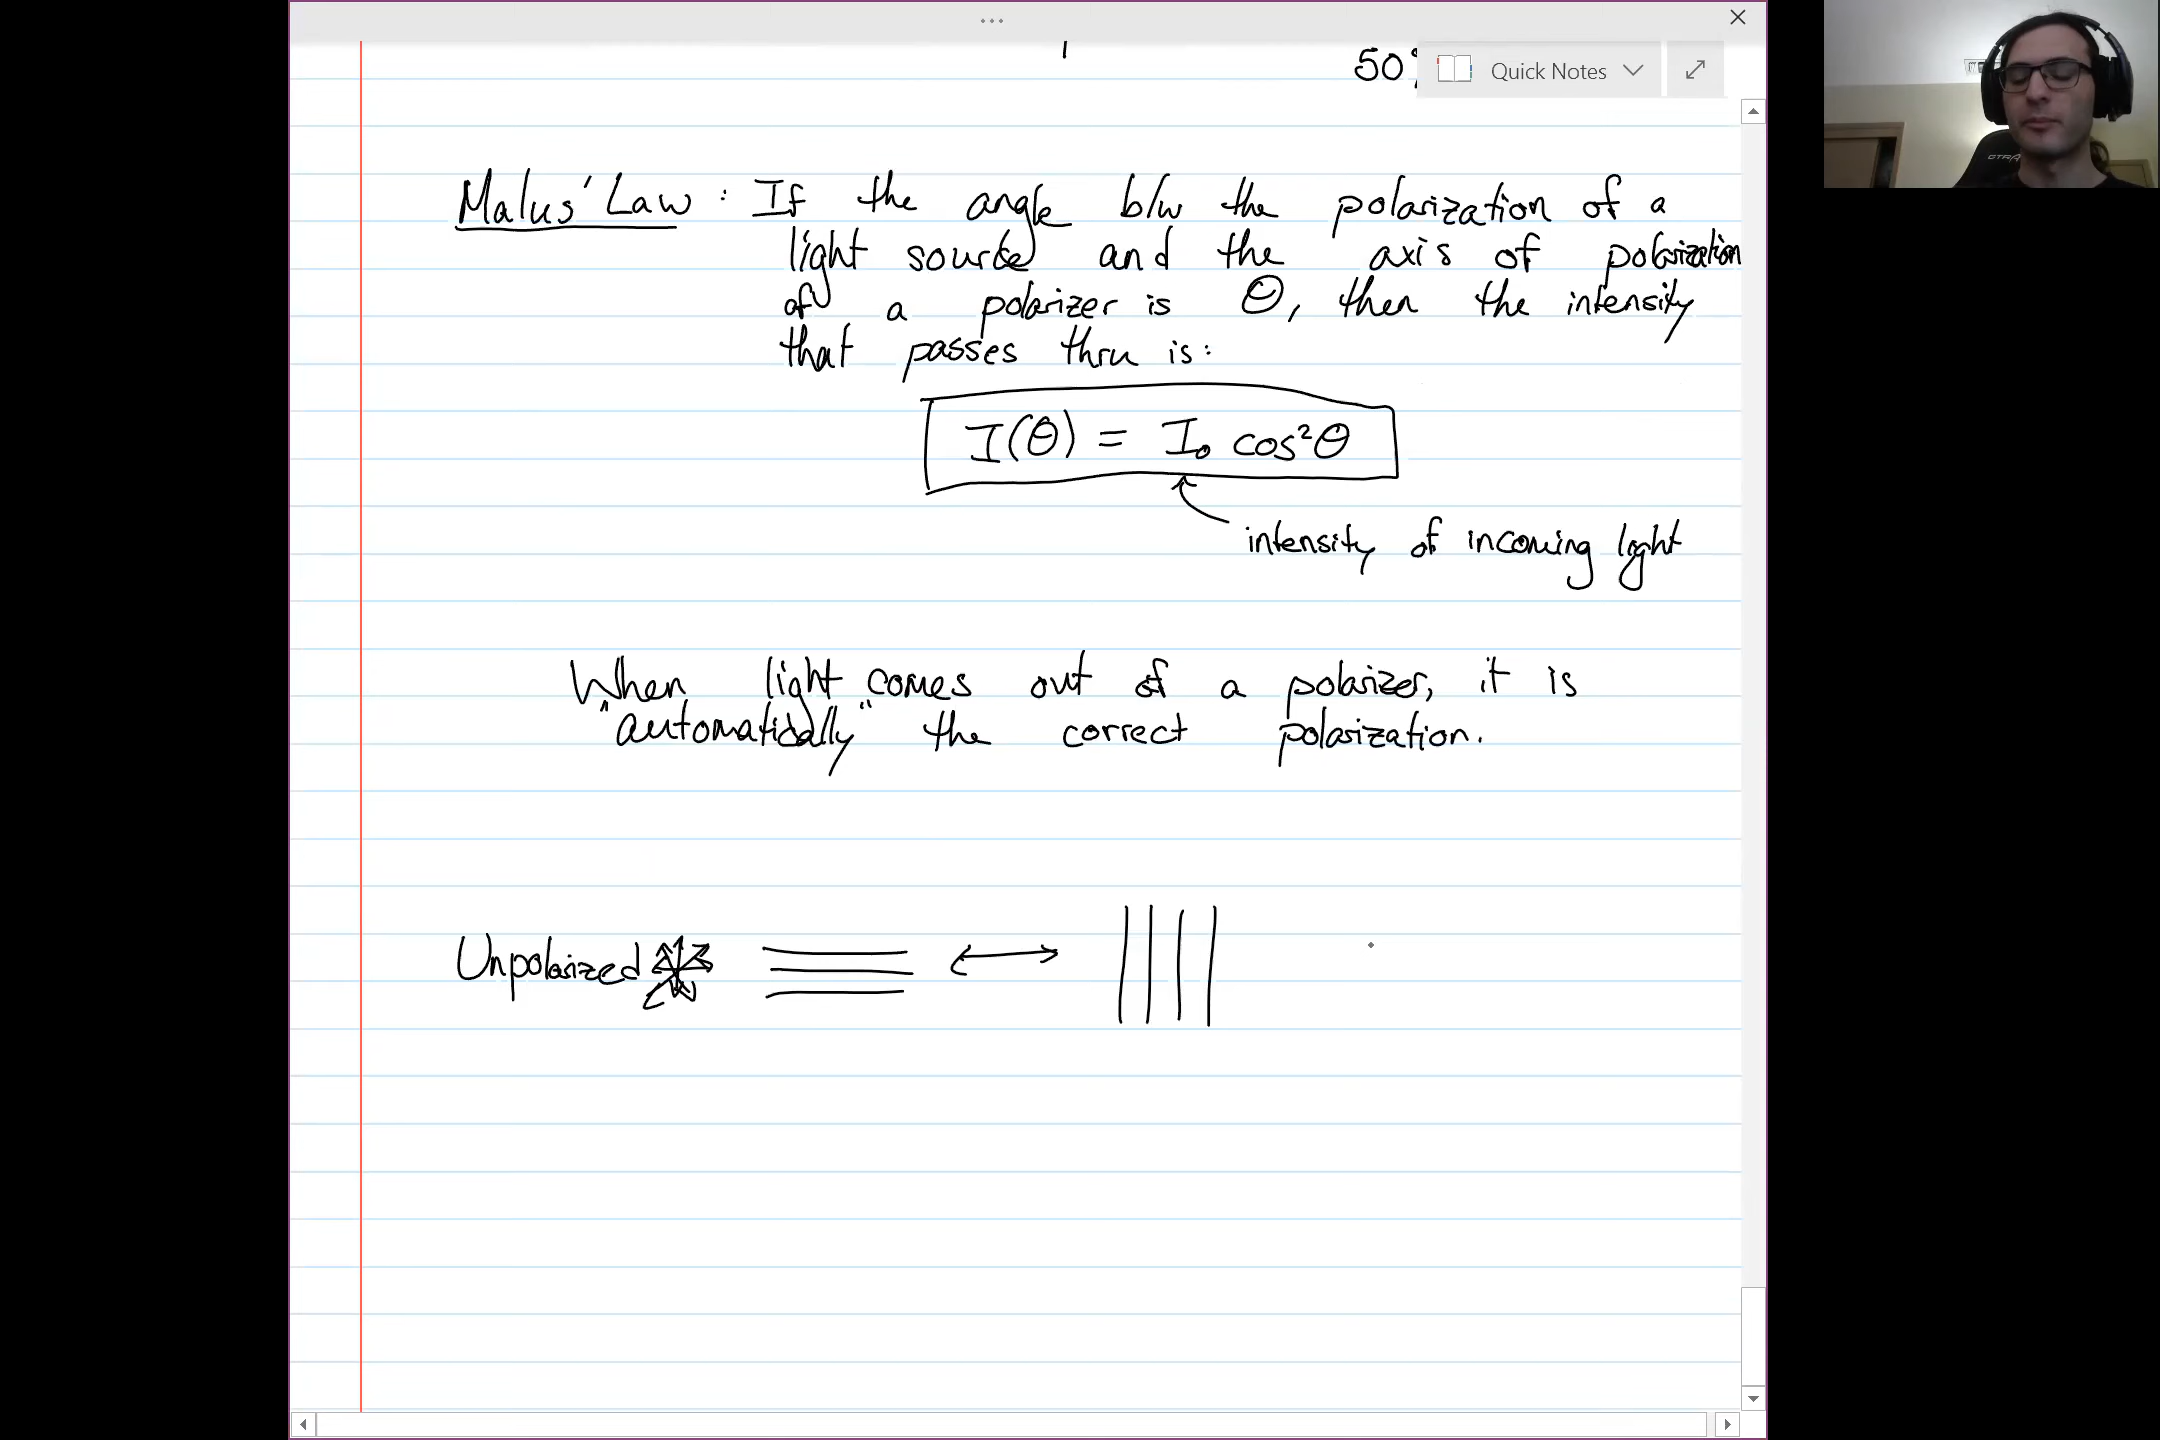 50%
Quick Notes
Malus' Law : If the angle b/w the polarization of a
light source and the axis of polarization
of a polarizer is θ, then the intensity
that passes thru is:
I(θ) = I₀ cos²θ
intensity of incoming light
When light comes out of a polarizer, it is
"automatically" the correct polarization.
Unpolarized